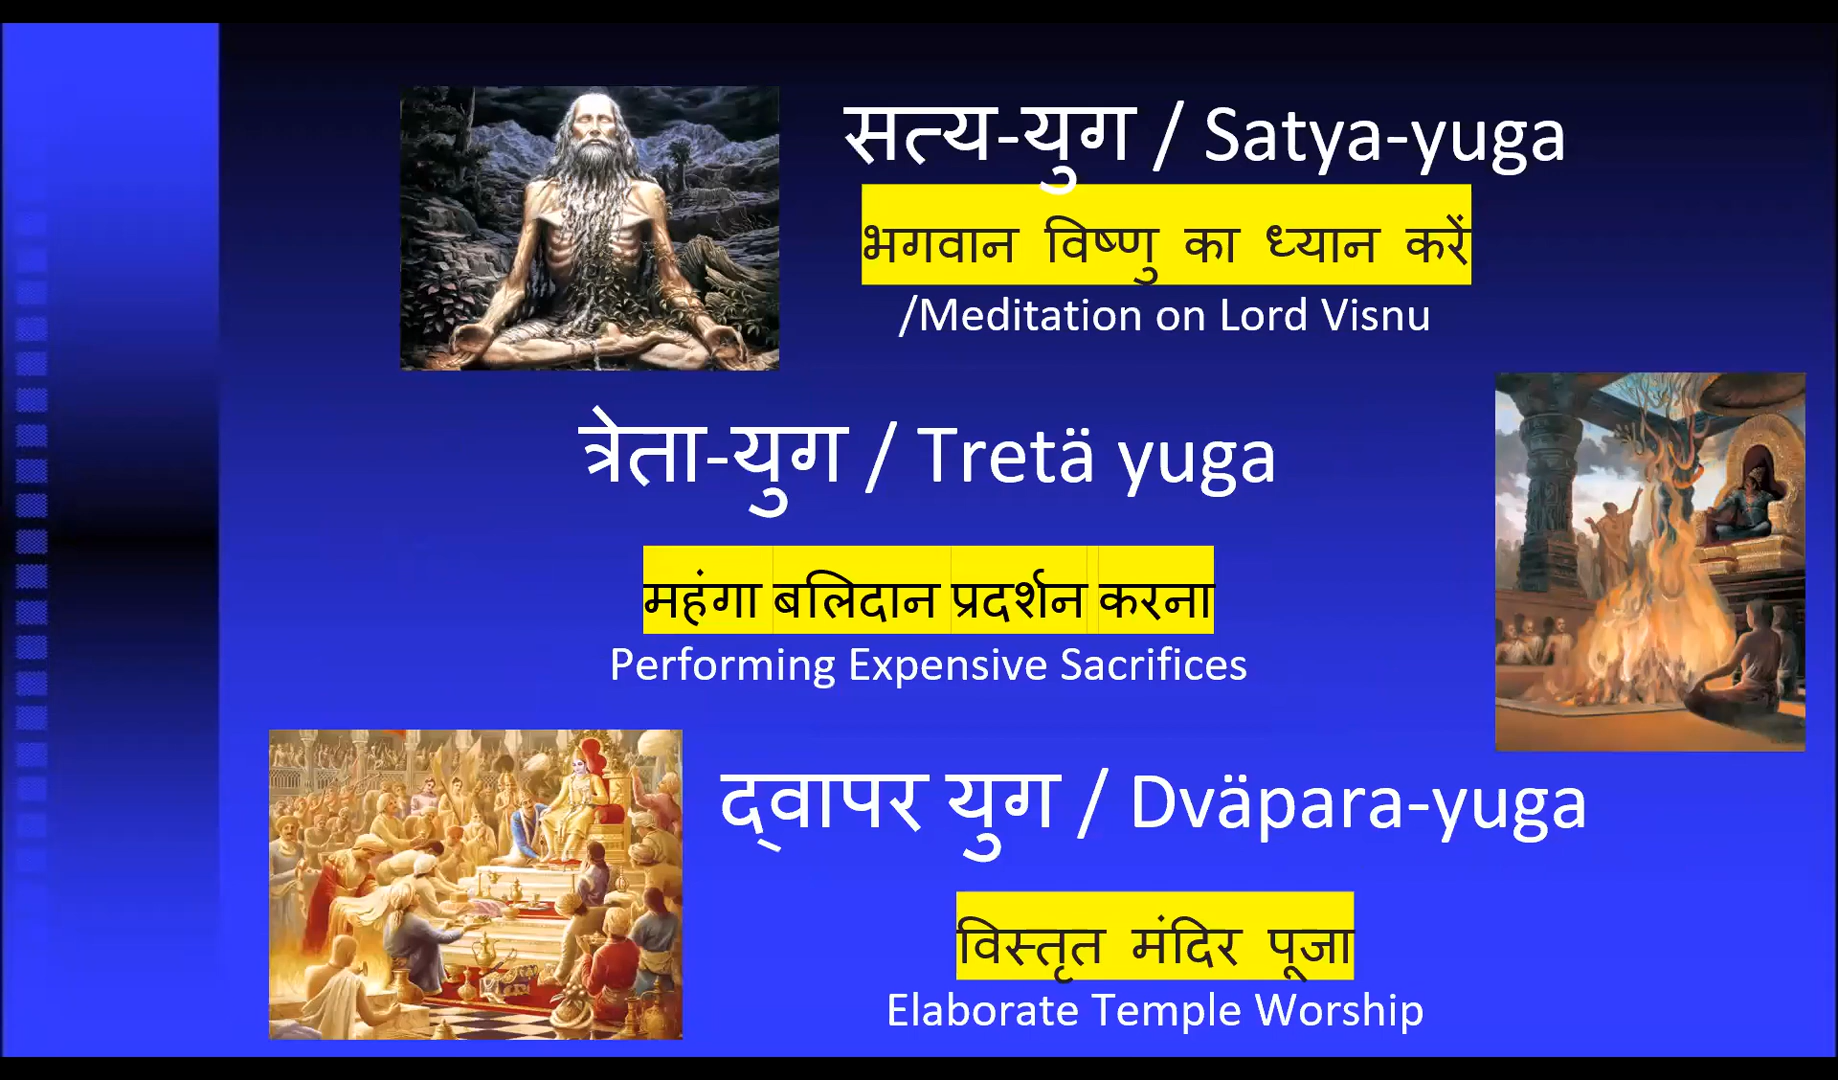 सत्य-युग / Satya-yuga
भगवान विष्णु का ध्यान करें
/Meditation on Lord Visnu
त्रेता-युग / Tretä yuga
महंगा बलिदान प्रदर्शन करना
Performing Expensive Sacrifices
द्वापर युग / Dväpara-yuga
विस्तृत मंदिर पूजा
Elaborate Temple Worship